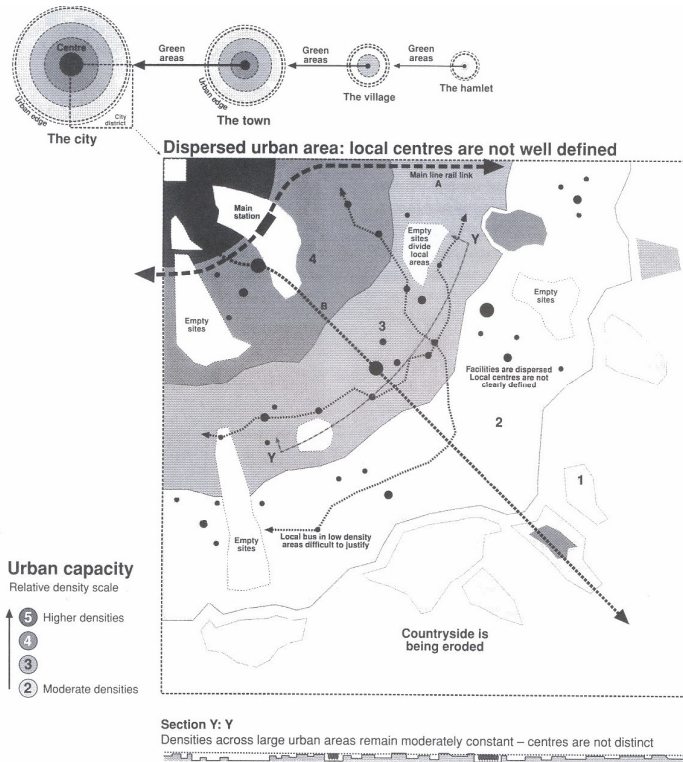 Centre
Green
areas
Green
areas
Green
areas
Urban edge
City
district
The city
The town
The village
The hamlet
Dispersed urban area: local centres are not well defined
Main line rail link
A
Main
station
4
Empty
sites
divide
local
areas
Y
Empty
sites
B
Empty
sites
3
Facilities are dispersed
Local centres are not
clearly defined
2
Y
1
Empty
sites
Local bus in low density
areas difficult to justify
Urban capacity
Relative density scale
5 Higher densities
4
3
2 Moderate densities
Countryside is
being eroded
Section Y: Y
Densities across large urban areas remain moderately constant – centres are not distinct